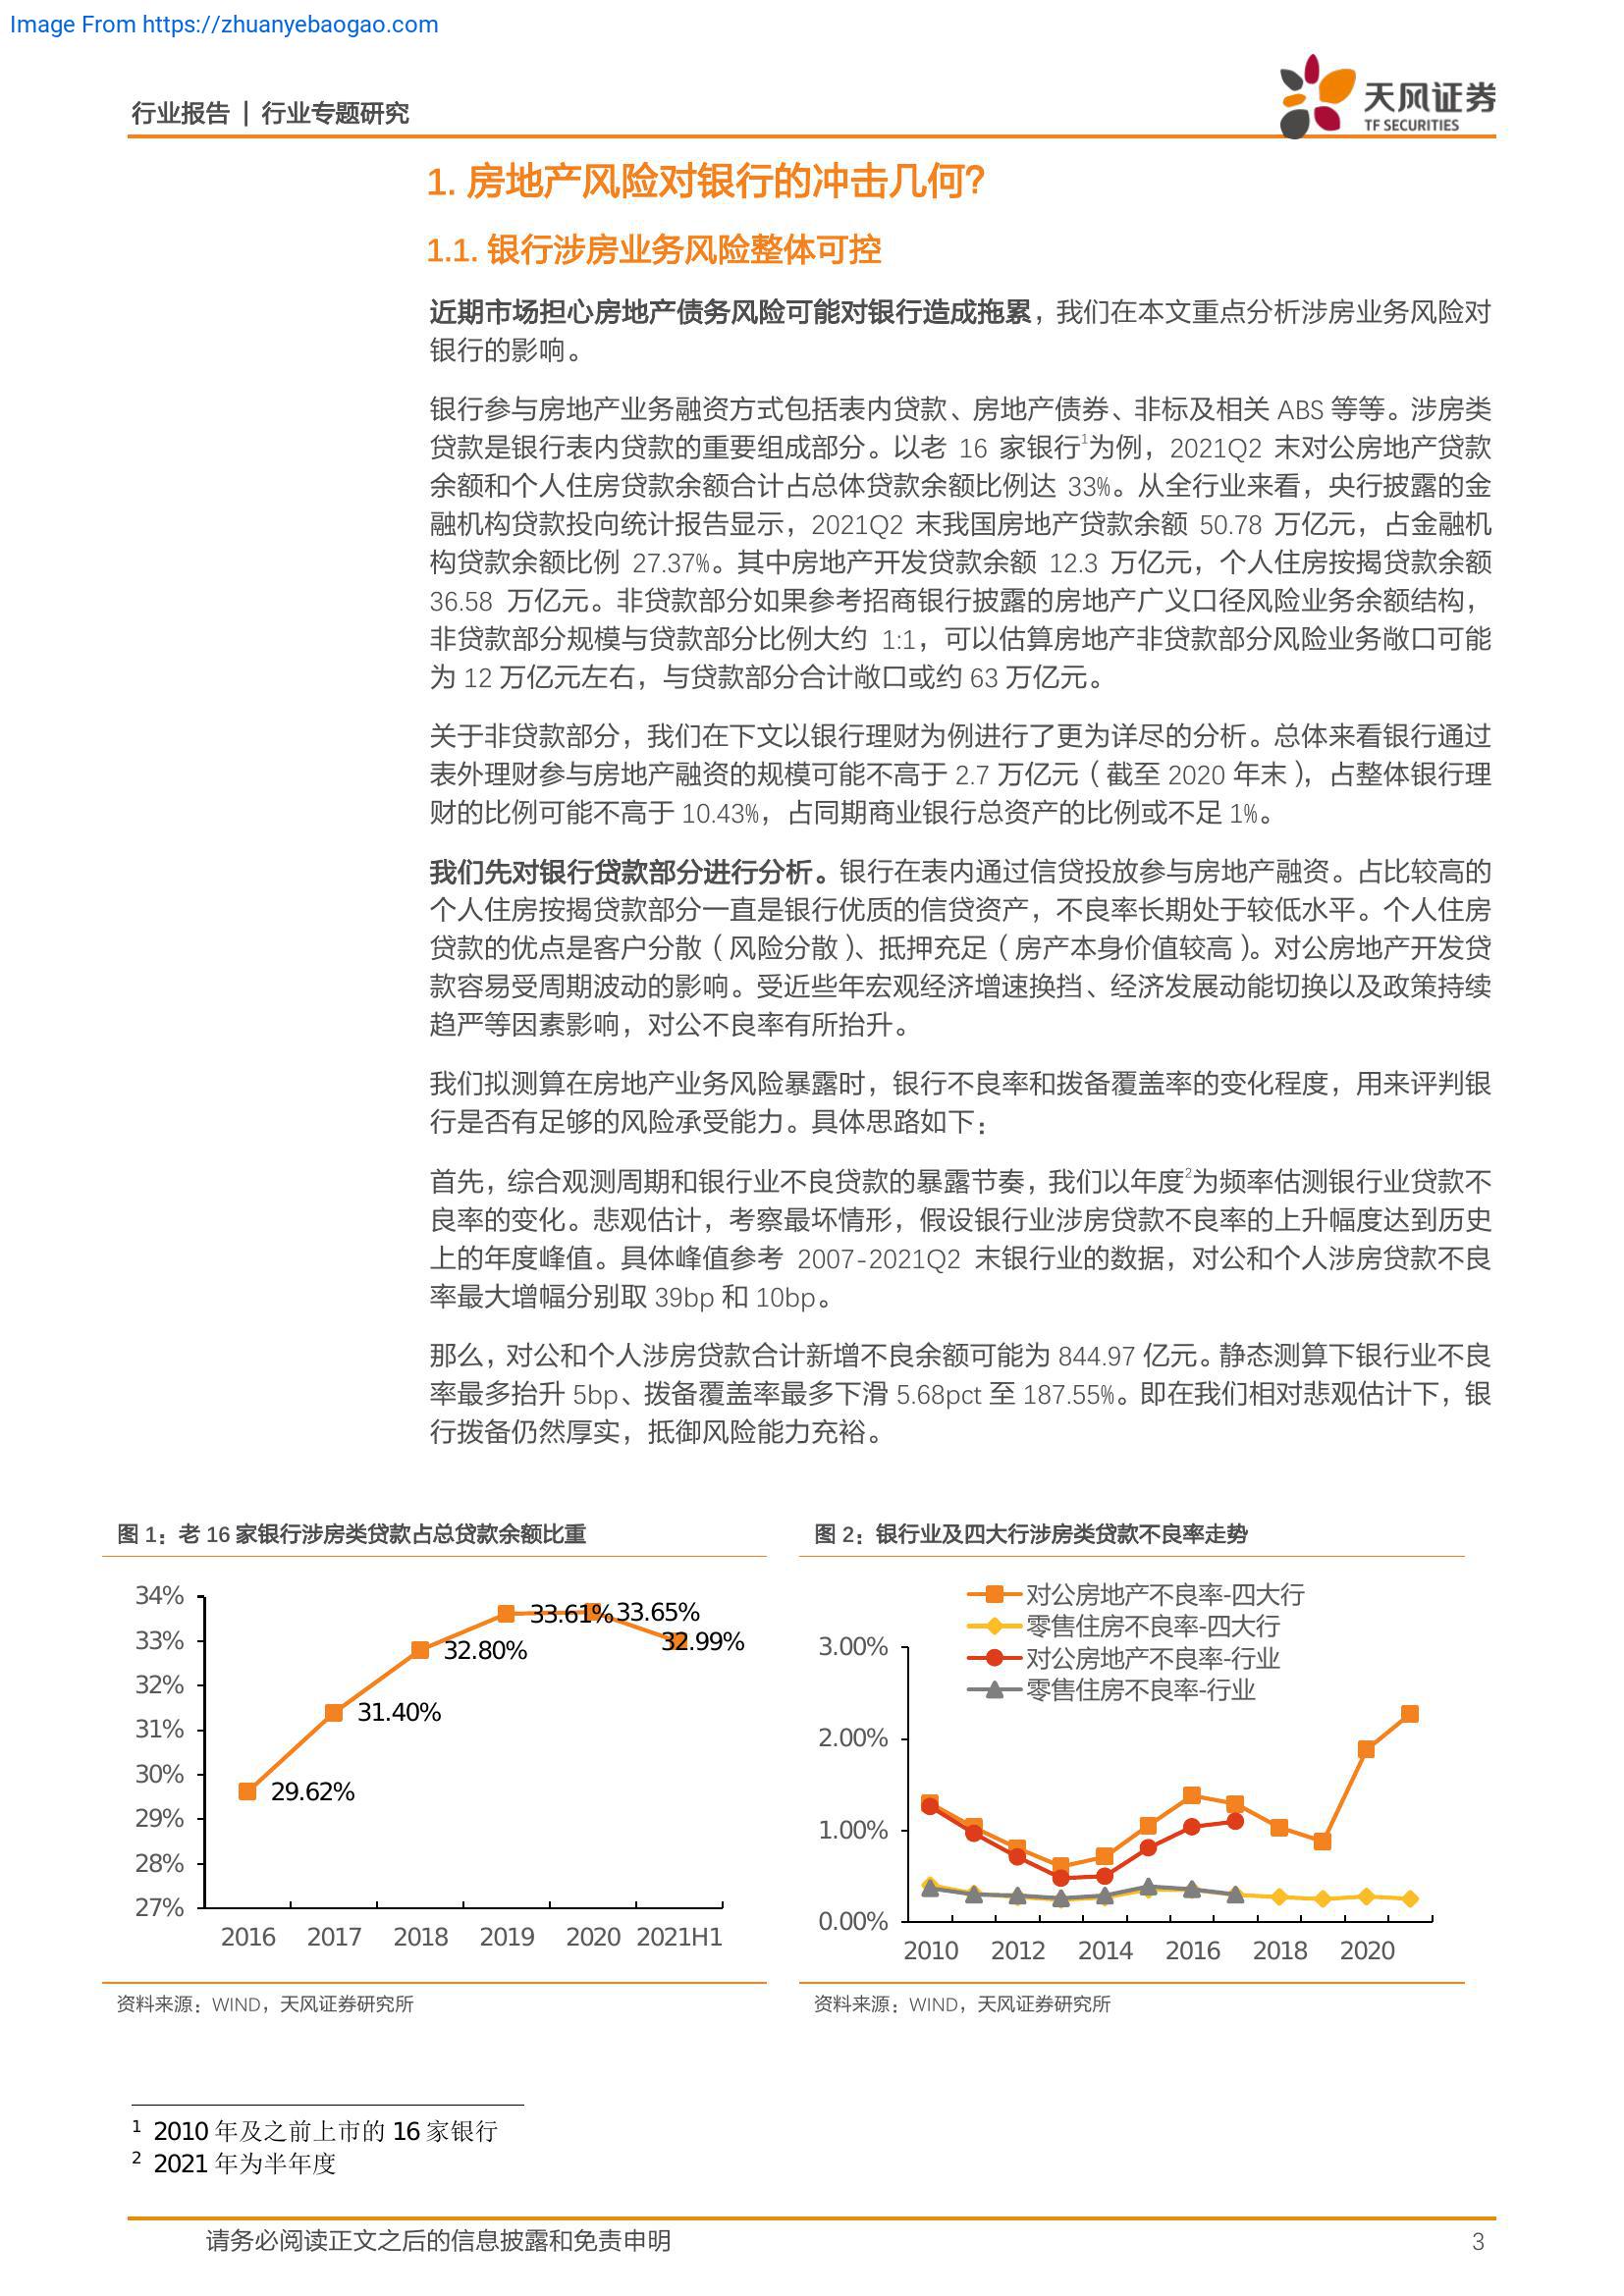 Image From https://zhuanyebaogao.com
行业报告 | 行业专题研究
天风证券
TF SECURITIES
1. 房地产风险对银行的冲击几何?
1.1. 银行涉房业务风险整体可控
近期市场担心房地产债务风险可能对银行造成拖累，我们在本文重点分析涉房业务风险对
银行的影响。
银行参与房地产业务融资方式包括表内贷款、房地产债券、非标及相关 ABS 等等。涉房类
贷款是银行表内贷款的重要组成部分。以老 16 家银行1为例，2021Q2 末对公房地产贷款
余额和个人住房贷款余额合计占总体贷款余额比例达 33%。从全行业来看，央行披露的金
融机构贷款投向统计报告显示，2021Q2 末我国房地产贷款余额 50.78 万亿元，占金融机
构贷款余额比例 27.37%。其中房地产开发贷款余额 12.3 万亿元，个人住房按揭贷款余额
36.58 万亿元。非贷款部分如果参考招商银行披露的房地产广义口径风险业务余额结构，
非贷款部分规模与贷款部分比例大约 1:1，可以估算房地产非贷款部分风险业务敞口可能
为 12 万亿元左右，与贷款部分合计敞口或约 63 万亿元。
关于非贷款部分，我们在下文以银行理财为例进行了更为详尽的分析。总体来看银行通过
表外理财参与房地产融资的规模可能不高于 2.7 万亿元（截至 2020 年末），占整体银行理
财的比例可能不高于 10.43%，占同期商业银行总资产的比例或不足 1%。
我们先对银行贷款部分进行分析。银行在表内通过信贷投放参与房地产融资。占比较高的
个人住房按揭贷款部分一直是银行优质的信贷资产，不良率长期处于较低水平。个人住房
贷款的优点是客户分散（风险分散）、抵押充足（房产本身价值较高）。对公房地产开发贷
款容易受周期波动的影响。受近些年宏观经济增速换挡、经济发展动能切换以及政策持续
趋严等因素影响，对公不良率有所抬升。
我们拟测算在房地产业务风险暴露时，银行不良率和拨备覆盖率的变化程度，用来评判银
行是否有足够的风险承受能力。具体思路如下：
首先，综合观测周期和银行业不良贷款的暴露节奏，我们以年度2为频率估测银行业贷款不
良率的变化。悲观估计，考察最坏情形，假设银行业涉房贷款不良率的上升幅度达到历史
上的年度峰值。具体峰值参考 2007-2021Q2 末银行业的数据，对公和个人涉房贷款不良
率最大增幅分别取 39bp 和 10bp。
那么，对公和个人涉房贷款合计新增不良余额可能为 844.97 亿元。静态测算下银行业不良
率最多抬升 5bp、拨备覆盖率最多下滑 5.68pct 至 187.55%。即在我们相对悲观估计下，银
行拨备仍然厚实，抵御风险能力充裕。
图 1：老 16 家银行涉房类贷款占总贷款余额比重
34%
33%
32%
31%
30%
29%
28%
27%
29.62%
31.40%
32.80%
33.61%
33.65%
32.99%
2016 2017 2018 2019 2020 2021H1
资料来源：WIND，天风证券研究所
图 2：银行业及四大行涉房类贷款不良率走势
对公房地产不良率-四大行
零售住房不良率-四大行
对公房地产不良率-行业
零售住房不良率-行业
3.00%
2.00%
1.00%
0.00%
2010 2012 2014 2016 2018 2020
资料来源：WIND，天风证券研究所
1 2010 年及之前上市的 16 家银行
2 2021 年为半年度
请务必阅读正文之后的信息披露和免责申明 3